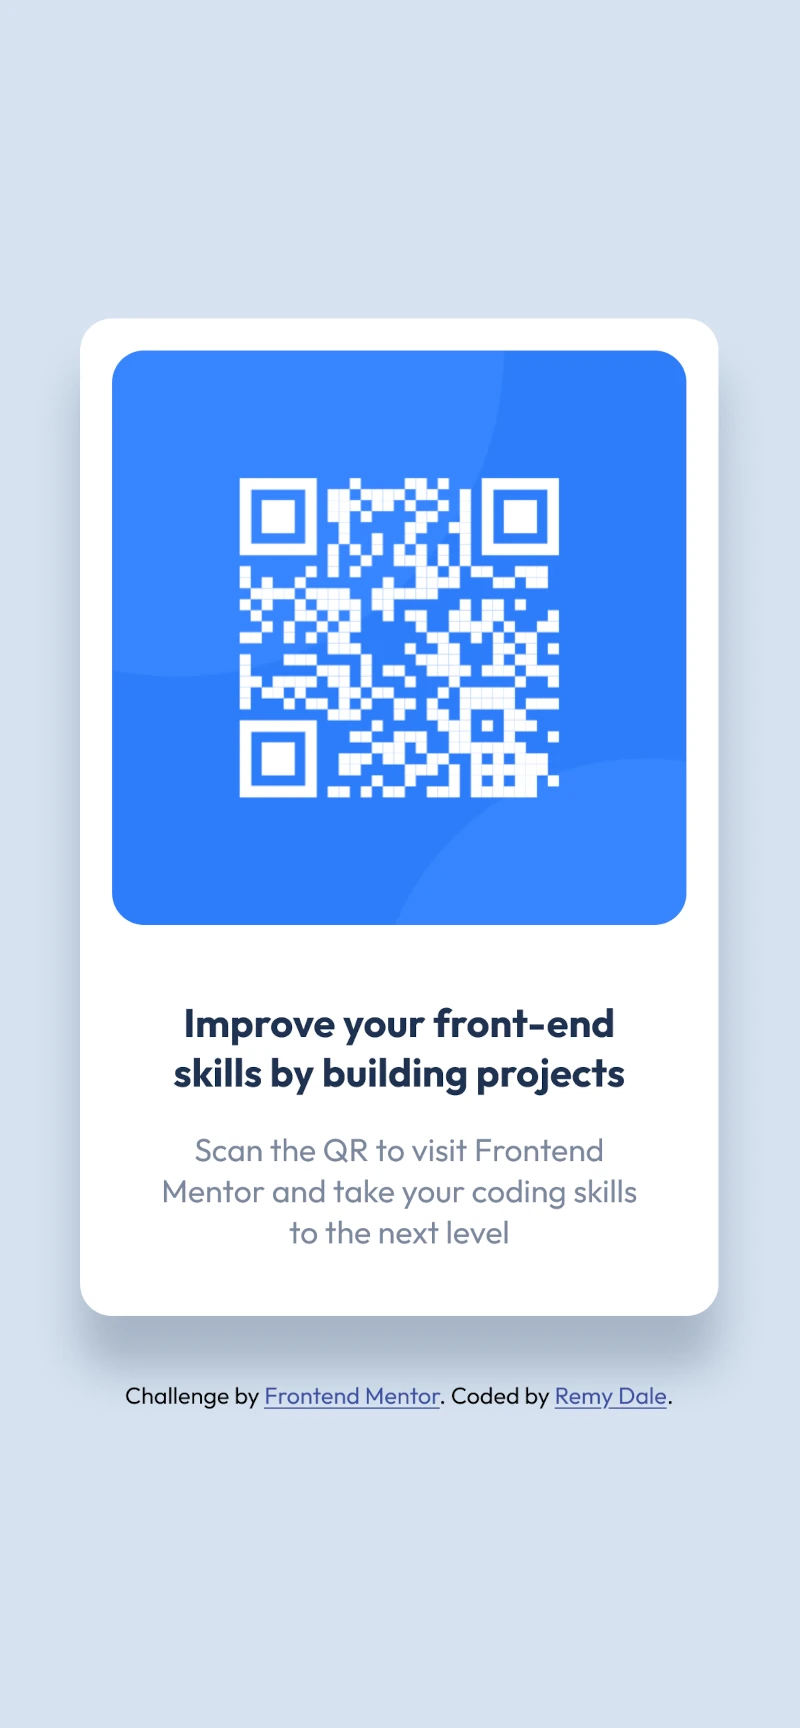 Improve your front-end
skills by building projects
Scan the QR to visit Frontend
Mentor and take your coding skills
to the next level
Challenge by Frontend Mentor. Coded by Remy Dale.